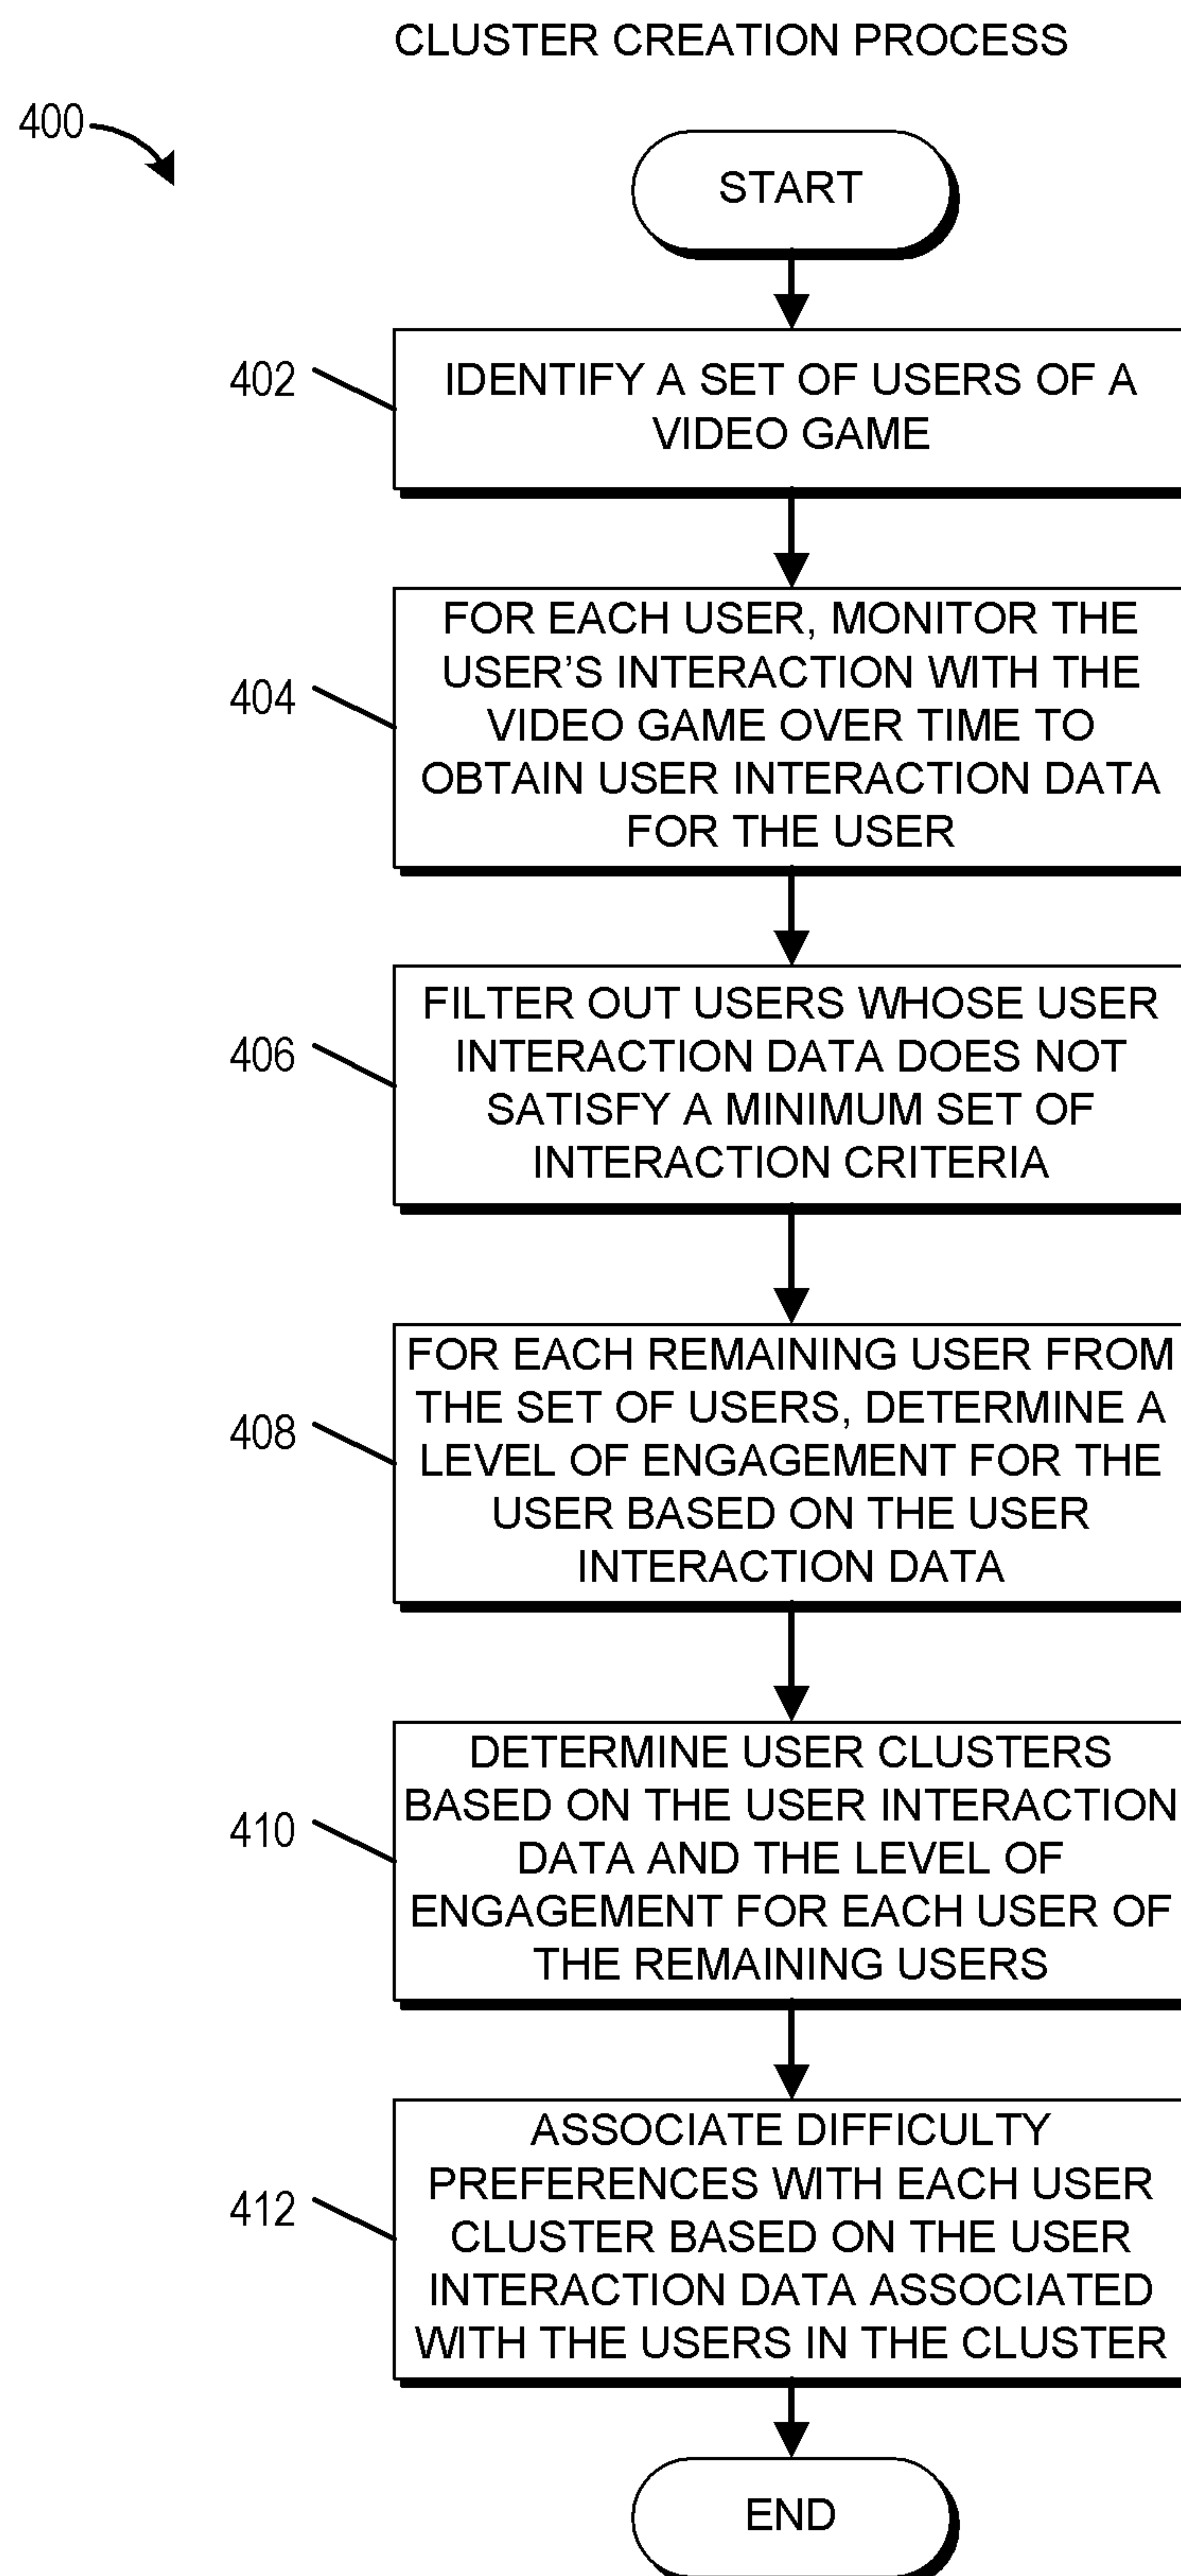 CLUSTER CREATION PROCESS
400
START
402
IDENTIFY A SET OF USERS OF A
VIDEO GAME
404
FOR EACH USER, MONITOR THE
USER’S INTERACTION WITH THE
VIDEO GAME OVER TIME TO
OBTAIN USER INTERACTION DATA
FOR THE USER
406
FILTER OUT USERS WHOSE USER
INTERACTION DATA DOES NOT
SATISFY A MINIMUM SET OF
INTERACTION CRITERIA
408
FOR EACH REMAINING USER FROM
THE SET OF USERS, DETERMINE A
LEVEL OF ENGAGEMENT FOR THE
USER BASED ON THE USER
INTERACTION DATA
410
DETERMINE USER CLUSTERS
BASED ON THE USER INTERACTION
DATA AND THE LEVEL OF
ENGAGEMENT FOR EACH USER OF
THE REMAINING USERS
412
ASSOCIATE DIFFICULTY
PREFERENCES WITH EACH USER
CLUSTER BASED ON THE USER
INTERACTION DATA ASSOCIATED
WITH THE USERS IN THE CLUSTER
END